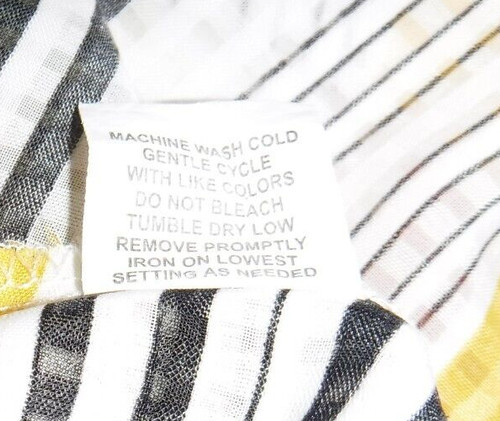 MACHINE WASH COLD
GENTLE CYCLE
WITH LIKE COLORS
DO NOT BLEACH
TUMBLE DRY LOW
REMOVE PROMPTLY
IRON ON LOWEST
SETTING AS NEEDED